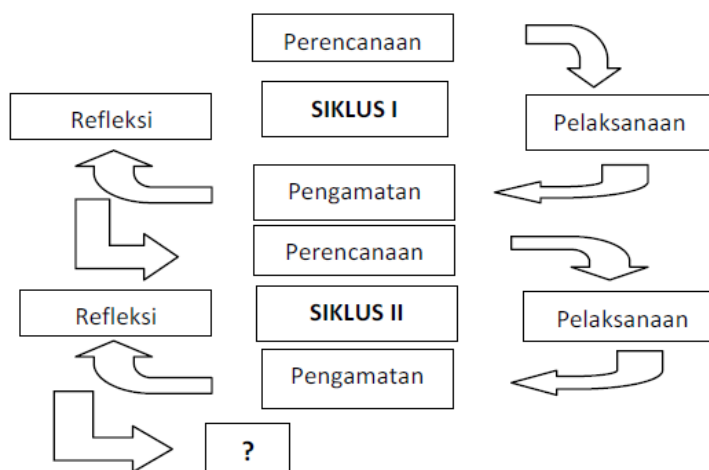 Perencanaan
SIKLUS I
Refleksi
Pelaksanaan
Pengamatan
Perencanaan
SIKLUS II
Refleksi
Pelaksanaan
Pengamatan
?